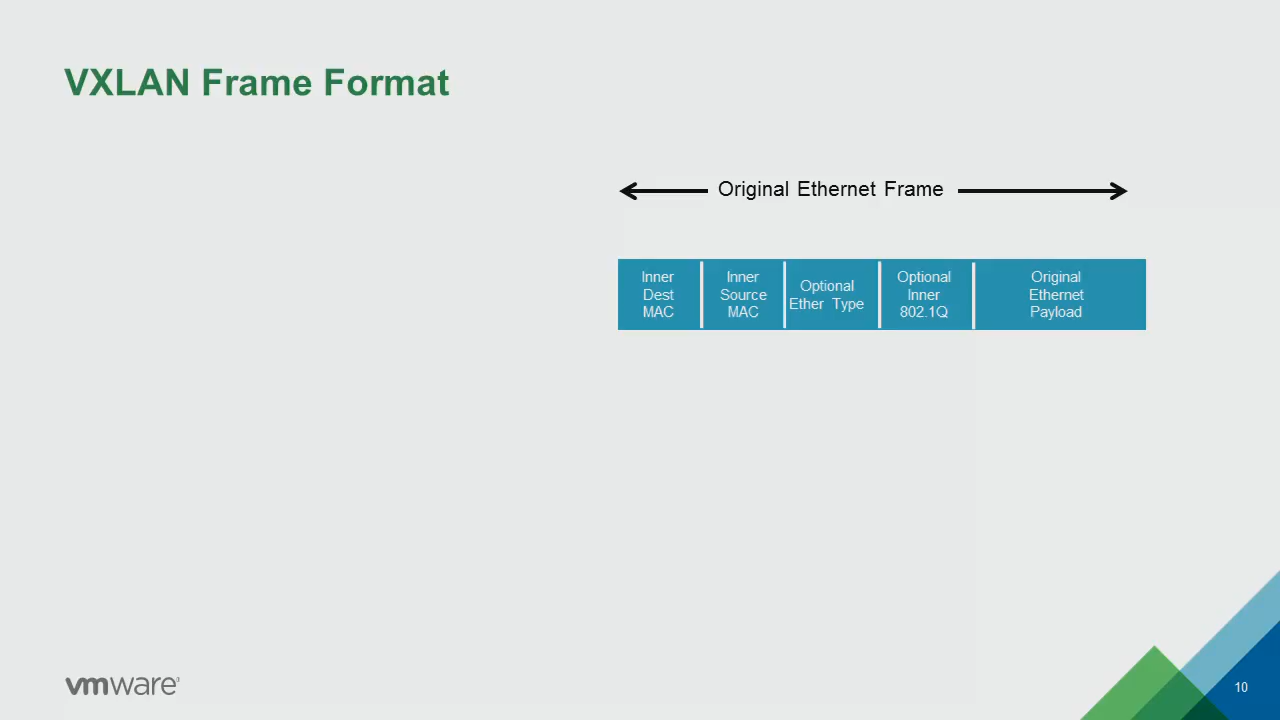 VXLAN Frame Format
Original Ethernet Frame
Inner
Dest
MAC
Inner
Source
MAC
Optional
Ether Type
Optional
Inner
802.1Q
Original
Ethernet
Payload
vmware
10